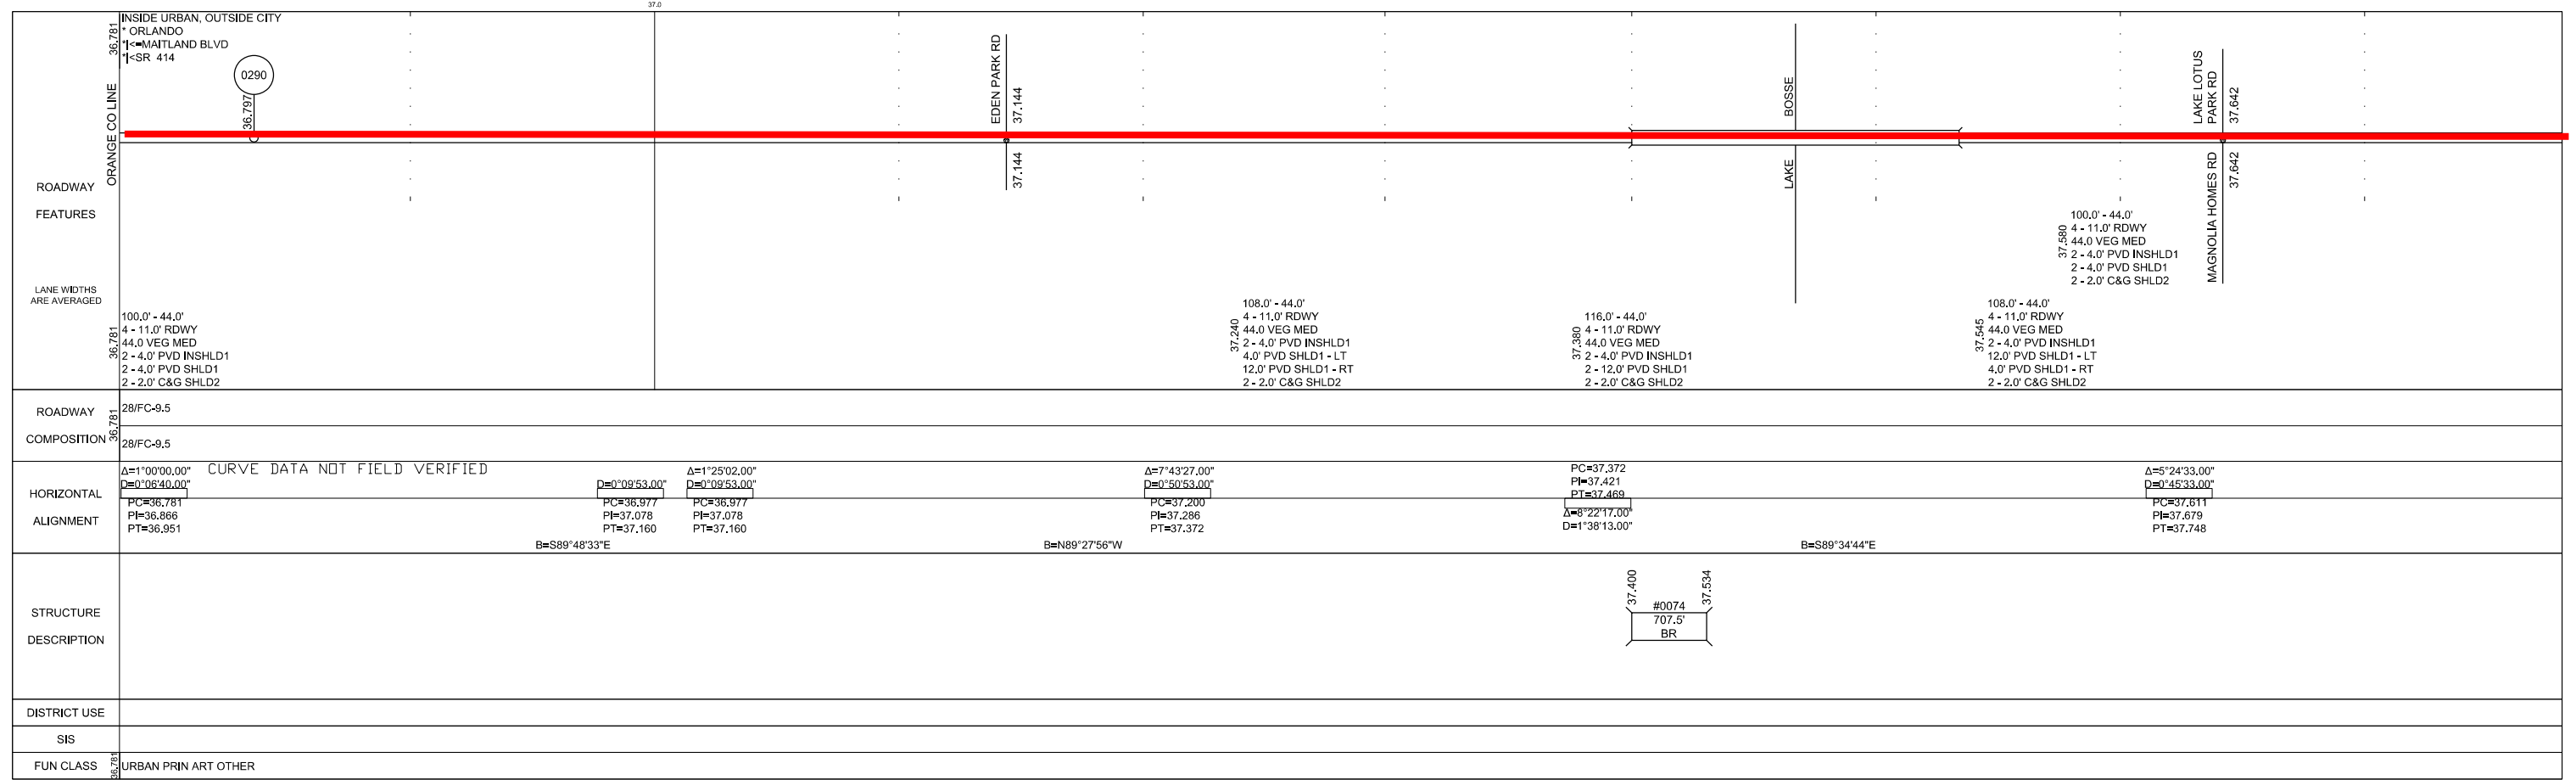 37.0
36.781
INSIDE URBAN, OUTSIDE CITY
* ORLANDO
*|<=MAITLAND BLVD
*|<SR 414
ORANGE CO LINE
0290
36.797
EDEN PARK RD
37.144
37.144
BOSSE
LAKE
LAKE LOTUS
PARK RD
37.642
MAGNOLIA HOMES RD
37.642
ROADWAY
FEATURES
LANE WIDTHS
ARE AVERAGED
36.781
100.0' - 44.0'
4 - 11.0' RDWY
44.0 VEG MED
2 - 4.0' PVD INSHLD1
2 - 4.0' PVD SHLD1
2 - 2.0' C&G SHLD2
37.240
108.0' - 44.0'
4 - 11.0' RDWY
44.0 VEG MED
2 - 4.0' PVD INSHLD1
4.0' PVD SHLD1 - LT
12.0' PVD SHLD1 - RT
2 - 2.0' C&G SHLD2
37.380
116.0' - 44.0'
4 - 11.0' RDWY
44.0 VEG MED
2 - 4.0' PVD INSHLD1
2 - 12.0' PVD SHLD1
2 - 2.0' C&G SHLD2
37.545
108.0' - 44.0'
4 - 11.0' RDWY
44.0 VEG MED
2 - 4.0' PVD INSHLD1
12.0' PVD SHLD1 - LT
4.0' PVD SHLD1 - RT
2 - 2.0' C&G SHLD2
37.580
100.0' - 44.0'
4 - 11.0' RDWY
44.0 VEG MED
2 - 4.0' PVD INSHLD1
2 - 4.0' PVD SHLD1
2 - 2.0' C&G SHLD2
ROADWAY
COMPOSITION
36.781
28/FC-9.5
28/FC-9.5
HORIZONTAL
ALIGNMENT
CURVE DATA NOT FIELD VERIFIED
Δ=1°00'00.00"
D=0°06'40.00"
PC=36.781
PI=36.866
PT=36.951
B=S89°48'33"E
D=0°09'53.00"
PC=36.977
PI=37.078
PT=37.160
Δ=1°25'02.00"
D=0°09'53.00"
PC=36.977
PI=37.078
PT=37.160
B=N89°27'56"W
Δ=7°43'27.00"
D=0°50'53.00"
PC=37.200
PI=37.286
PT=37.372
PC=37.372
PI=37.421
PT=37.469
Δ=8°22'17.00"
D=1°38'13.00"
B=S89°34'44"E
Δ=5°24'33.00"
D=0°45'33.00"
PC=37.611
PI=37.679
PT=37.748
STRUCTURE
DESCRIPTION
37.400
37.534
#0074
707.5'
BR
DISTRICT USE
SIS
FUN CLASS
36.781
URBAN PRIN ART OTHER